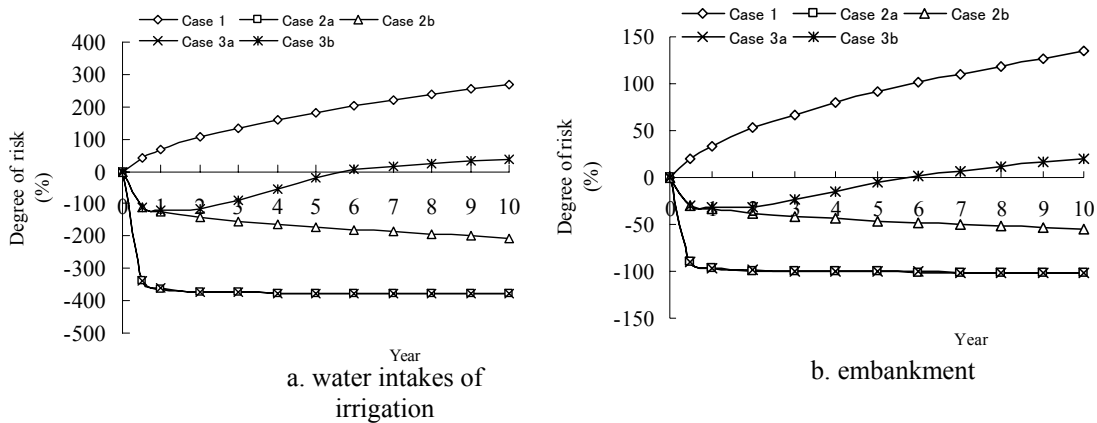 Case 1 Case 2a Case 2b
Case 3a Case 3b
400
300
200
100
0
-100
-200
-300
-400
-500
0 1 2 3 4 5 6 7 8 9 10
Degree of risk
(%)
Year
a. water intakes of
irrigation
Case 1 Case 2a Case 2b
Case 3a Case 3b
150
100
50
0
-50
-100
-150
0 1 2 3 4 5 6 7 8 9 10
Degree of risk
(%)
Year
b. embankment